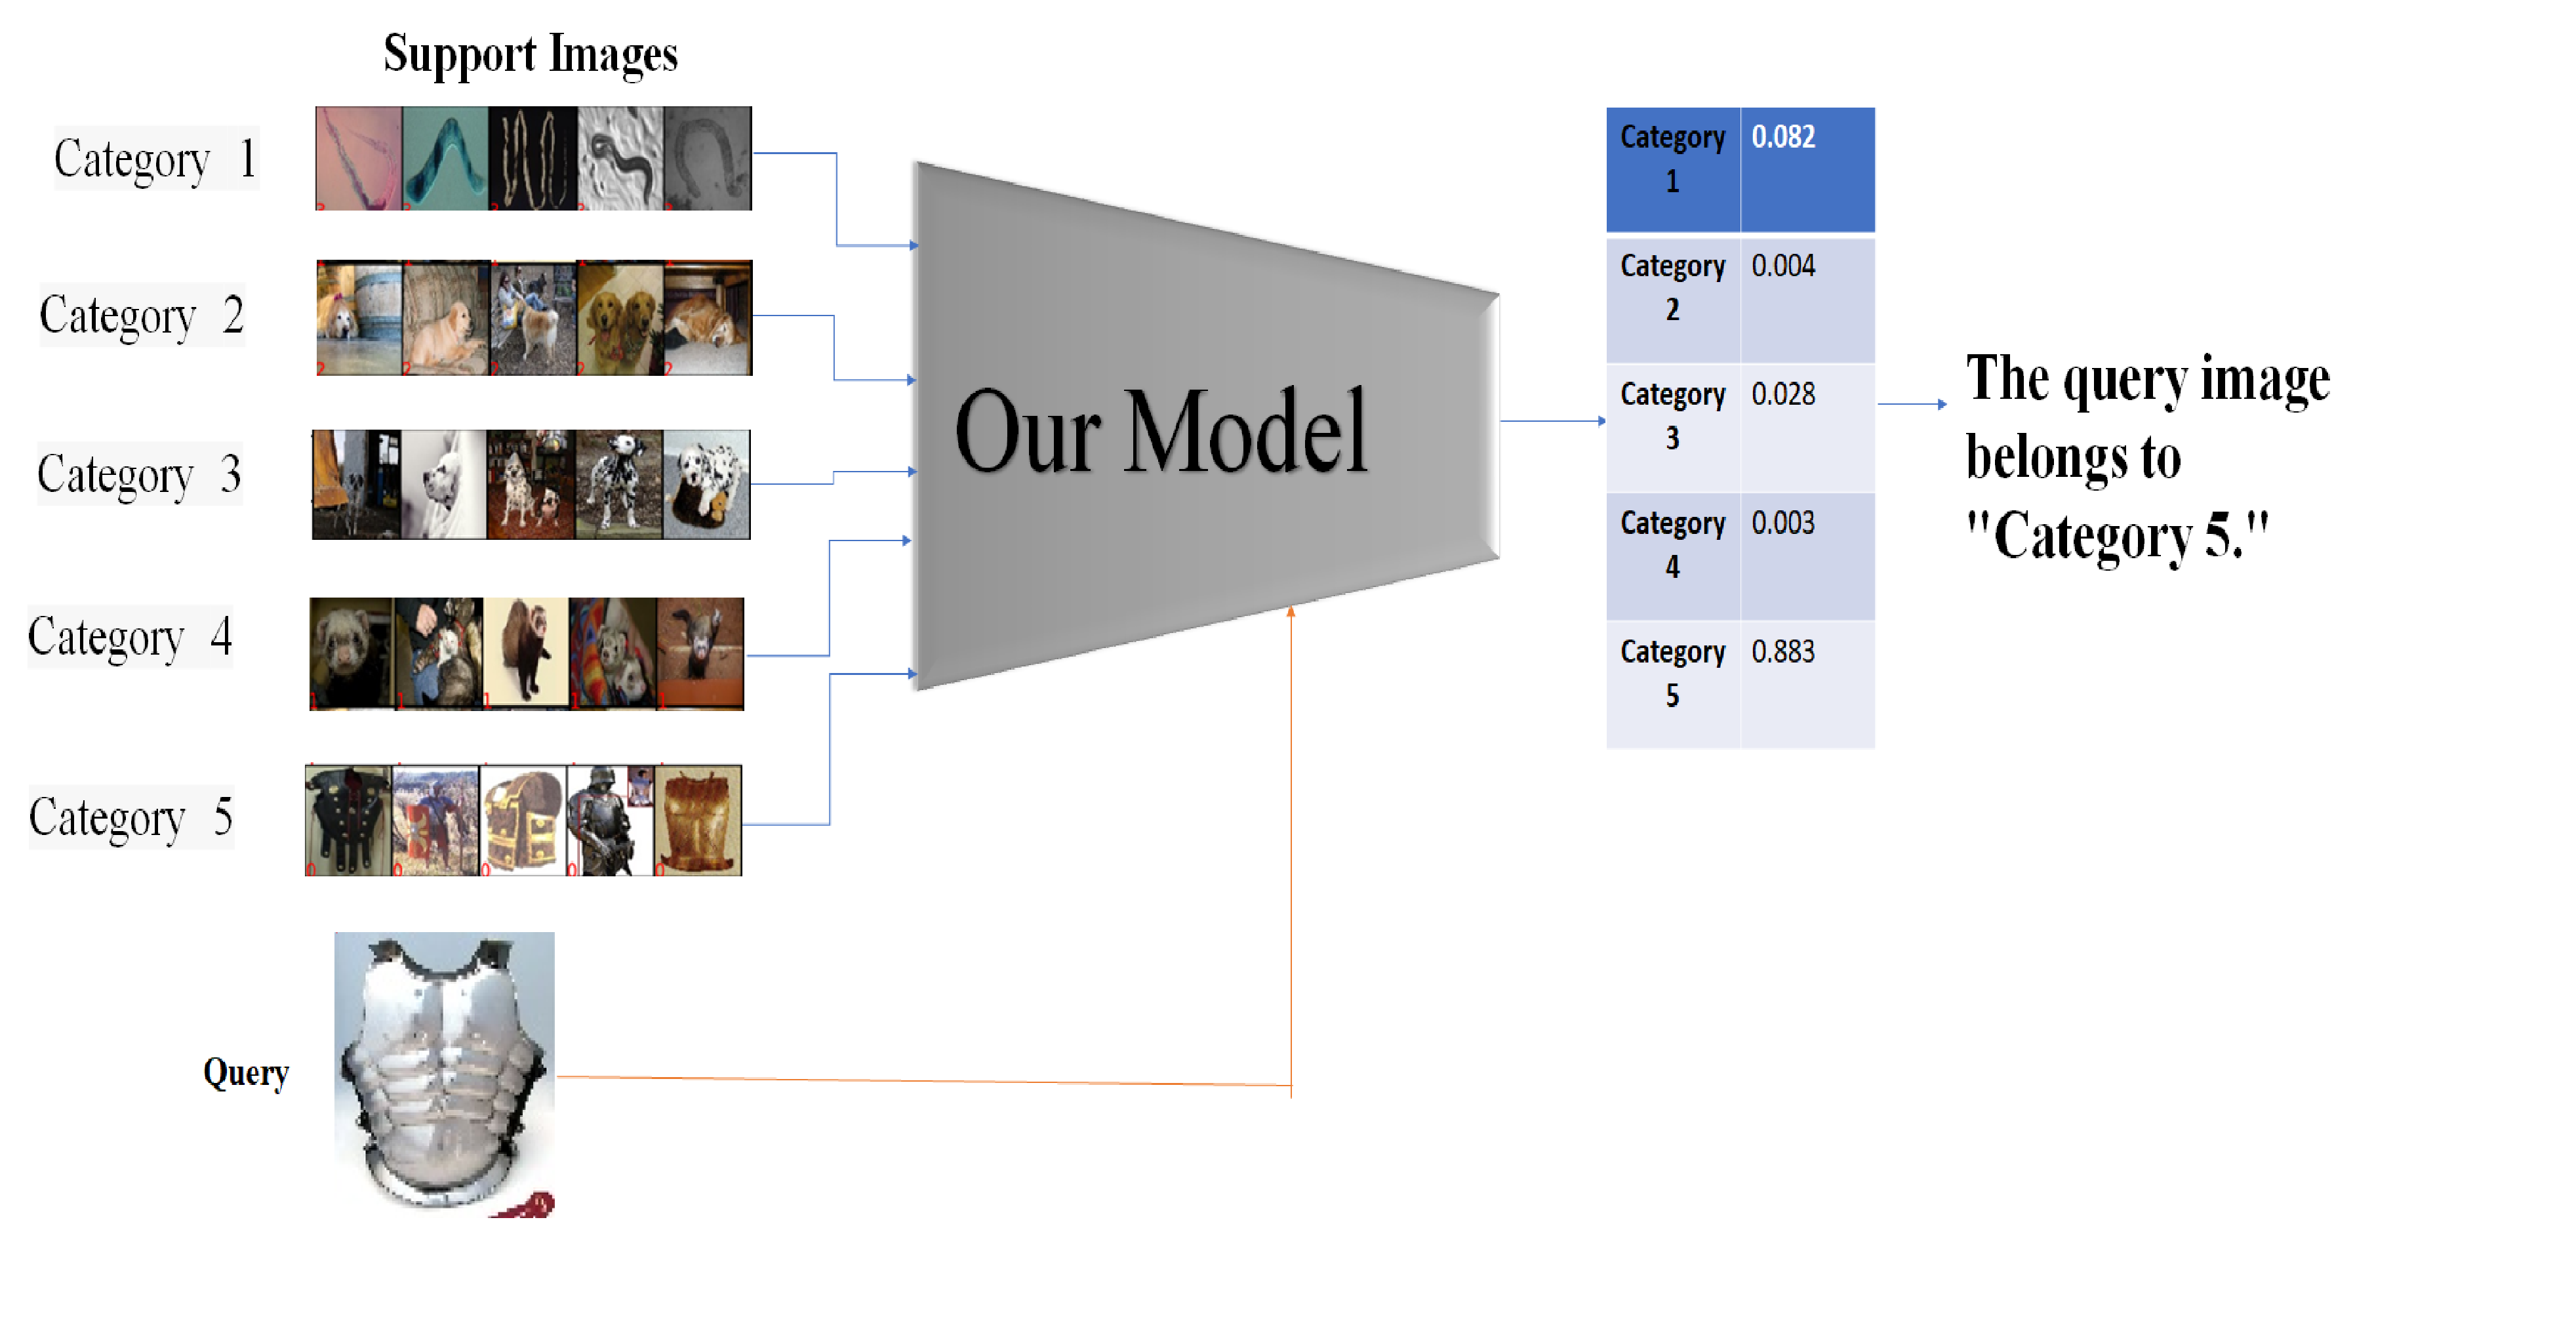 Support Images
Category 1
Category 2
Category 3
Category 4
Category 5
Query
Our Model
Category
1
0.082
Category
2
0.004
Category
3
0.028
Category
4
0.003
Category
5
0.883
The query image
belongs to
"Category 5."